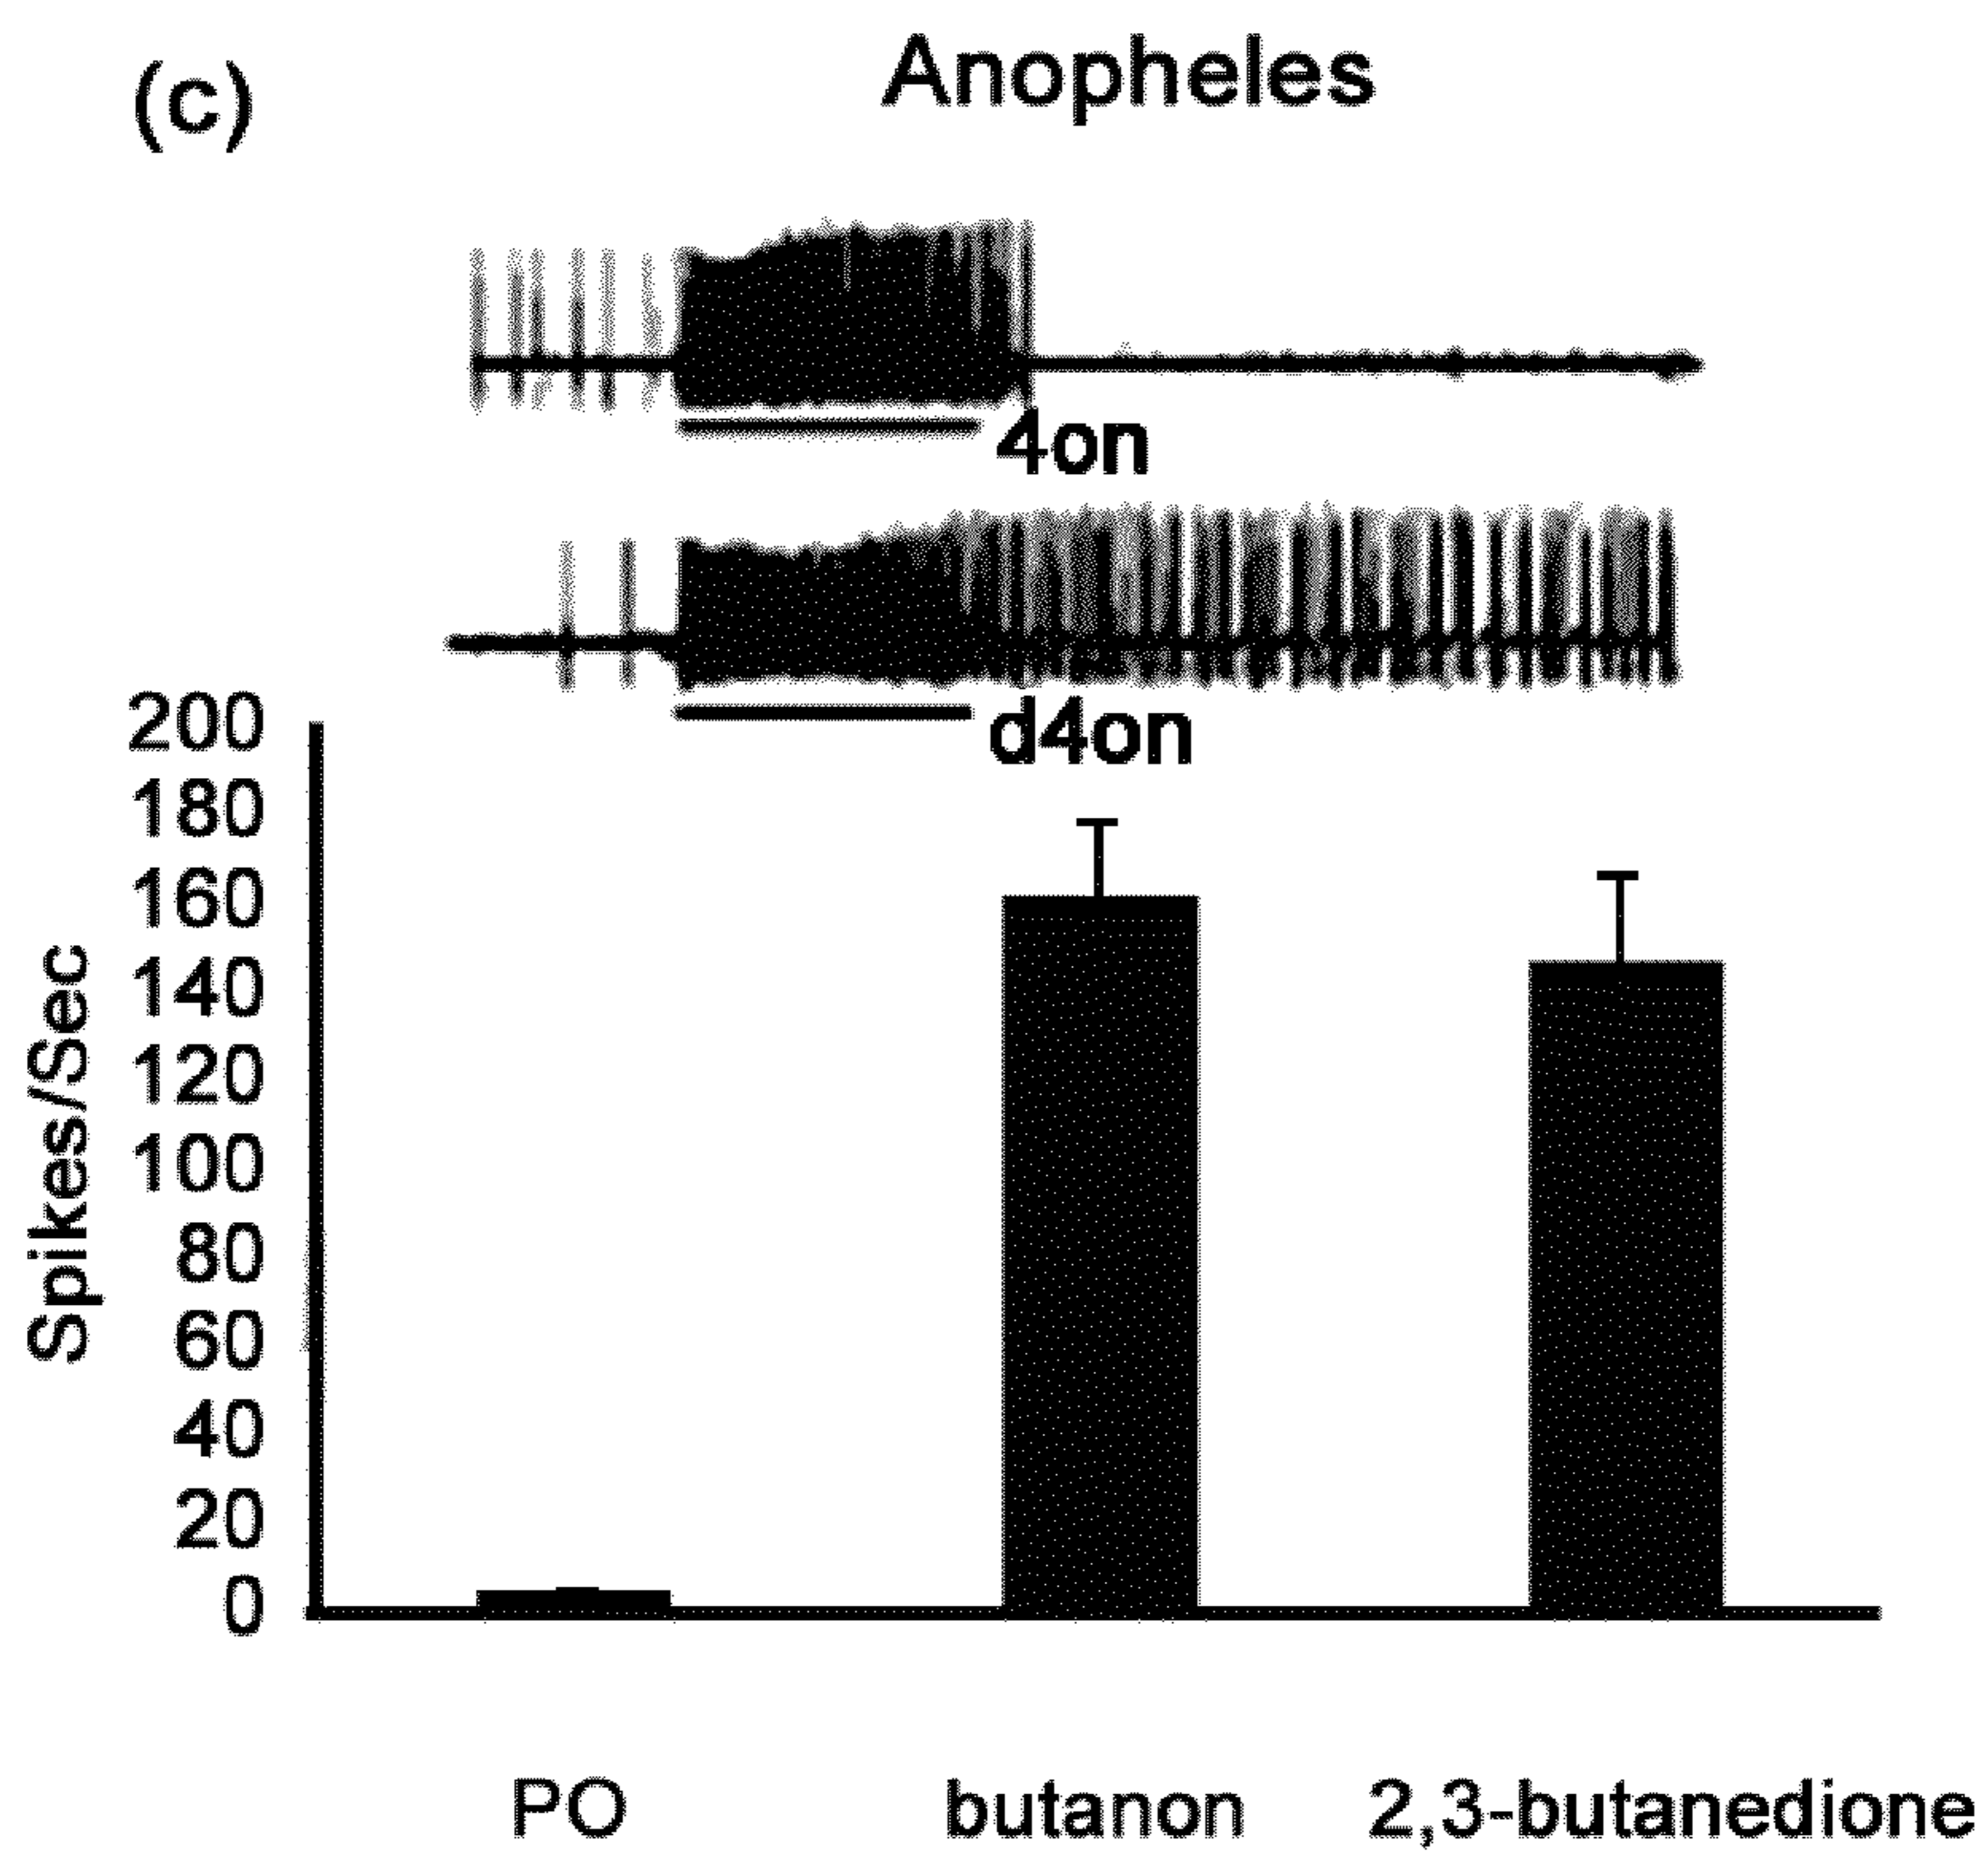 (c)
Anopheles
4on
d4on
Spikes/Sec
200
180
160
140
120
100
80
60
40
20
0
PO
butanon
2,3-butanedione